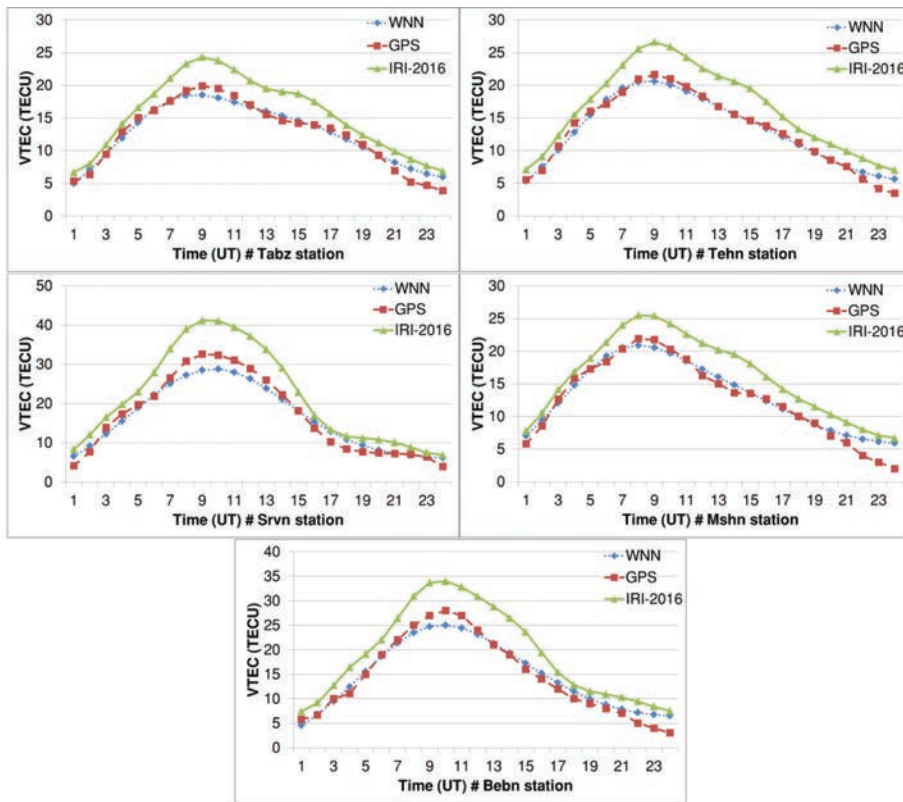 30
25
20
15
10
5
0
VTEC (TECU)
WNN
GPS
IRI-2016
1 3 5 7 9 11 13 15 17 19 21 23
Time (UT) # Tabz station
30
25
20
15
10
5
0
VTEC (TECU)
WNN
GPS
IRI-2016
1 3 5 7 9 11 13 15 17 19 21 23
Time (UT) # Tehn station
50
40
30
20
10
0
VTEC (TECU)
WNN
GPS
IRI-2016
1 3 5 7 9 11 13 15 17 19 21 23
Time (UT) # Srvn station
30
25
20
15
10
5
0
VTEC (TECU)
WNN
GPS
IRI-2016
1 3 5 7 9 11 13 15 17 19 21 23
Time (UT) # Mshn station
40
35
30
25
20
15
10
5
0
VTEC (TECU)
WNN
GPS
IRI-2016
1 3 5 7 9 11 13 15 17 19 21 23
Time (UT) # Bebn station